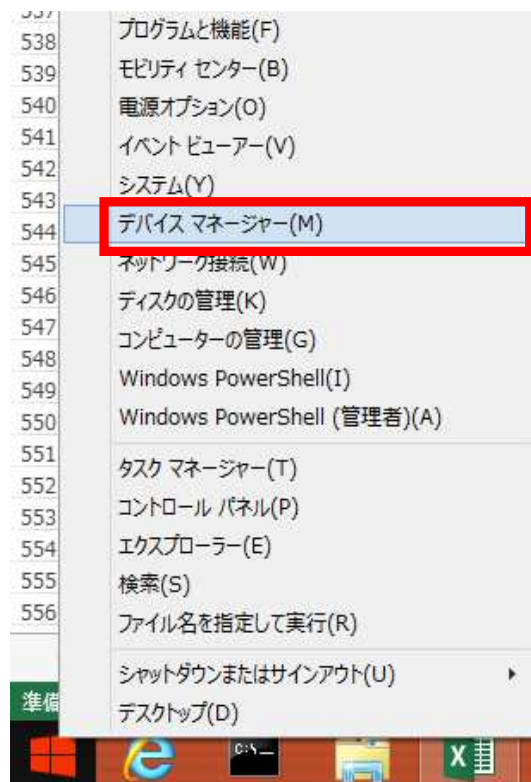 538
539
540
541
542
543
544
545
546
547
548
549
550
551
552
553
554
555
556
プログラムと機能(F)
モビリティ センター(B)
電源オプション(O)
イベント ビューアー(V)
システム(Y)
デバイス マネージャー(M)
ネットワーク接続(W)
ディスクの管理(K)
コンピューターの管理(G)
Windows PowerShell(I)
Windows PowerShell (管理者)(A)
タスク マネージャー(T)
コントロール パネル(P)
エクスプローラー(E)
検索(S)
ファイル名を指定して実行(R)
シャットダウンまたはサインアウト(U)
デスクトップ(D)
準備
C:\
X